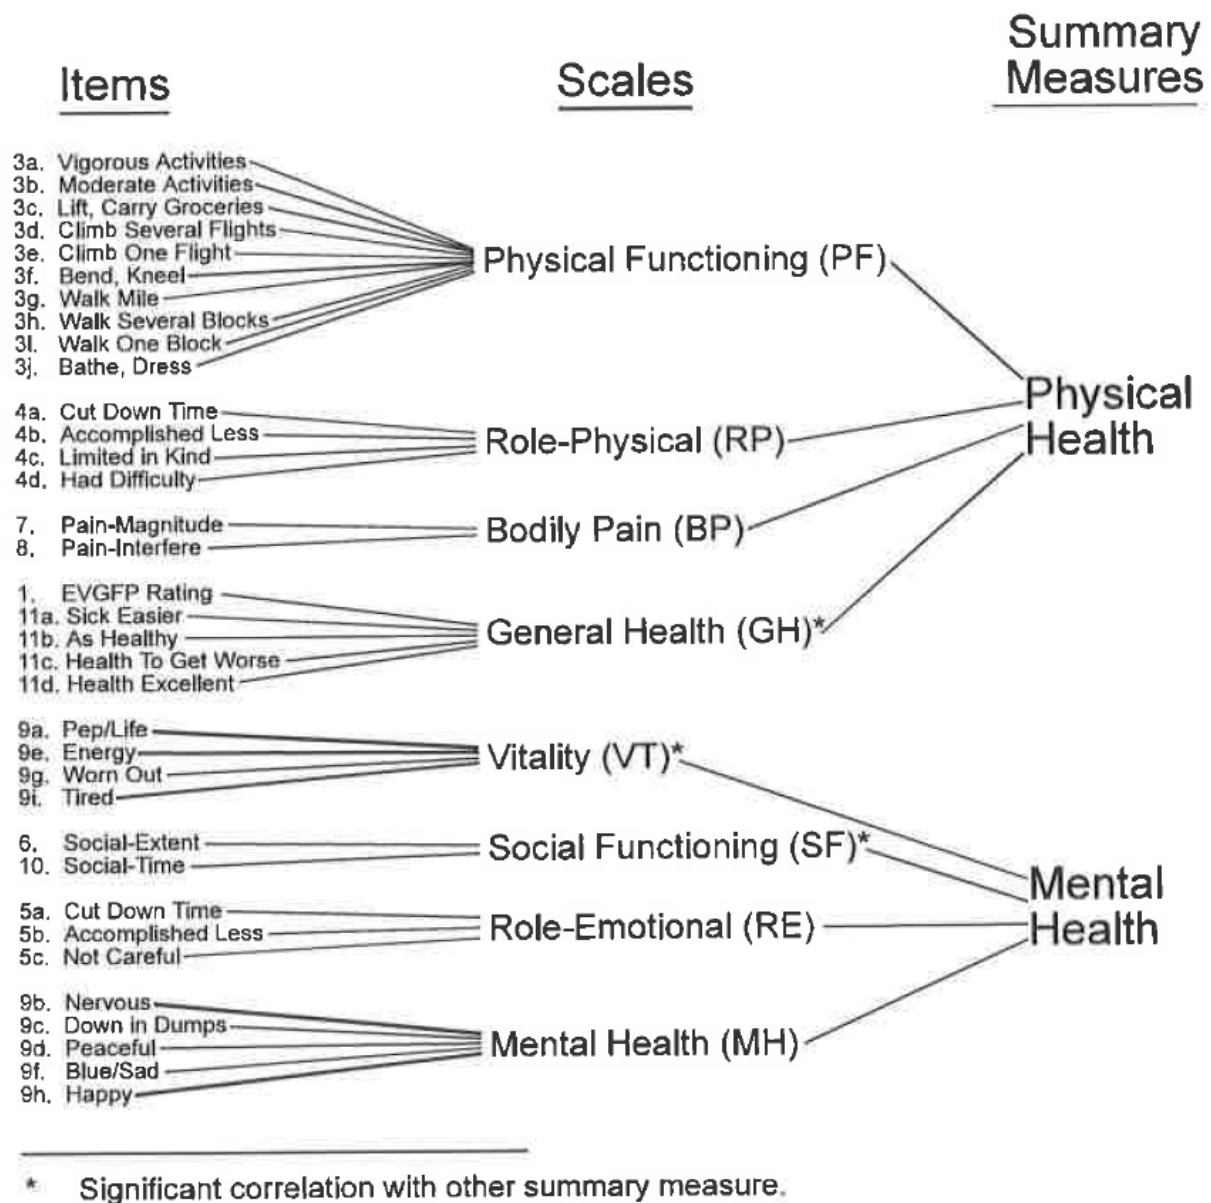 Items
Scales
Summary
Measures
3a. Vigorous Activities
3b. Moderate Activities
3c. Lift, Carry Groceries
3d. Climb Several Flights
3e. Climb One Flight
3f. Bend, Kneel
3g. Walk Mile
3h. Walk Several Blocks
3l. Walk One Block
3j. Bathe, Dress
Physical Functioning (PF)
4a. Cut Down Time
4b. Accomplished Less
4c. Limited in Kind
4d. Had Difficulty
Role-Physical (RP)
7. Pain-Magnitude
8. Pain-Interfere
Bodily Pain (BP)
1. EVGFP Rating
11a. Sick Easier
11b. As Healthy
11c. Health To Get Worse
11d. Health Excellent
General Health (GH)*
Physical
Health
9a. Pep/Life
9e. Energy
9g. Worn Out
9i. Tired
Vitality (VT)*
6. Social-Extent
10. Social-Time
Social Functioning (SF)*
5a. Cut Down Time
5b. Accomplished Less
5c. Not Careful
Role-Emotional (RE)
9b. Nervous
9c. Down in Dumps
9d. Peaceful
9f. Blue/Sad
9h. Happy
Mental Health (MH)
Mental
Health
* Significant correlation with other summary measure.